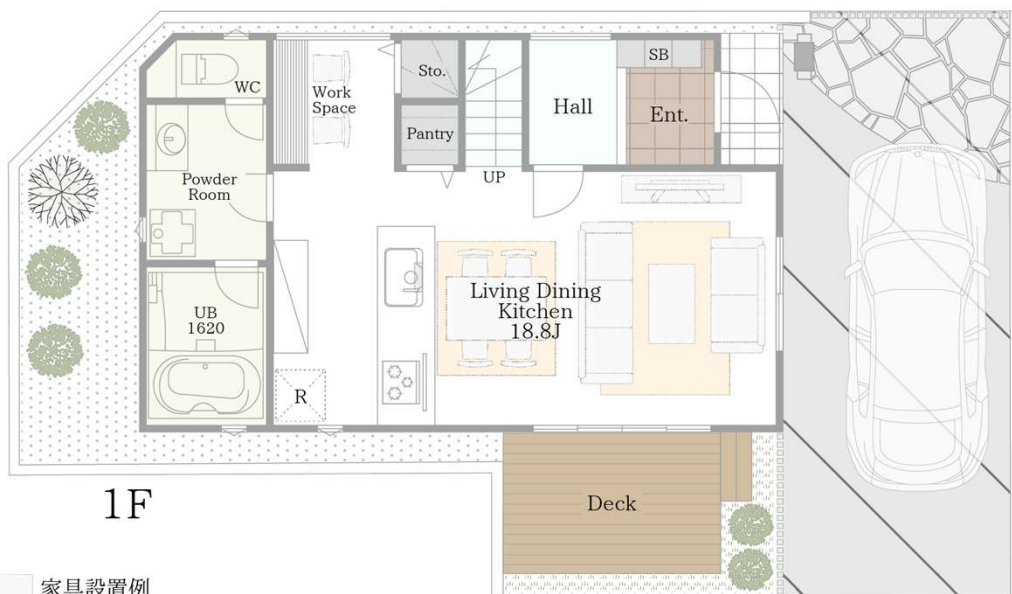 WC
Work
Space
Sto.
Pantry
UP
Hall
SB
Ent.
Powder
Room
UB
1620
R
Living Dining
Kitchen
18.8J
Deck
1F
家具設置例